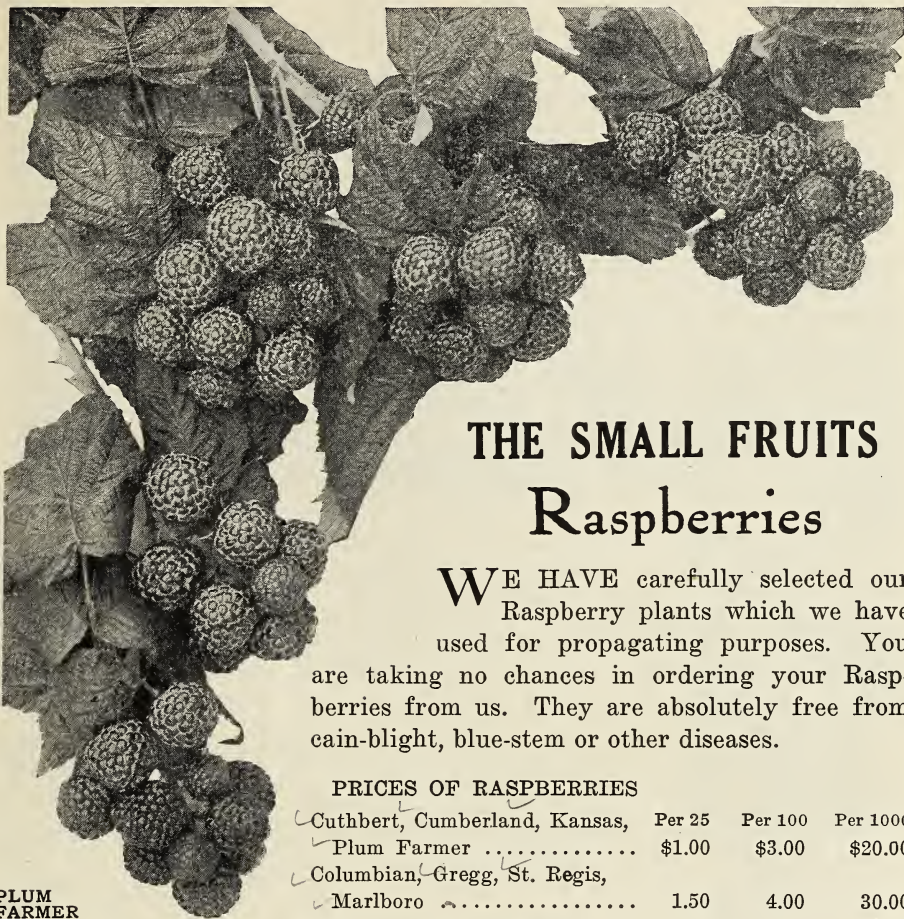 THE SMALL FRUITS
Raspberries
WE HAVE carefully selected our
Raspberry plants which we have
used for propagating purposes. You
are taking no chances in ordering your Rasp-
berries from us. They are absolutely free from
cain-blight, blue-stem or other diseases.
PRICES OF RASPBERRIES
Cuthbert, Cumberland, Kansas, Per 25 Per 100 Per 1000
Plum Farmer .............. $1.00 $3.00 $20.00
Columbian, Gregg, St. Regis,
Marlboro .................. 1.50 4.00 30.00
PLUM
FARMER